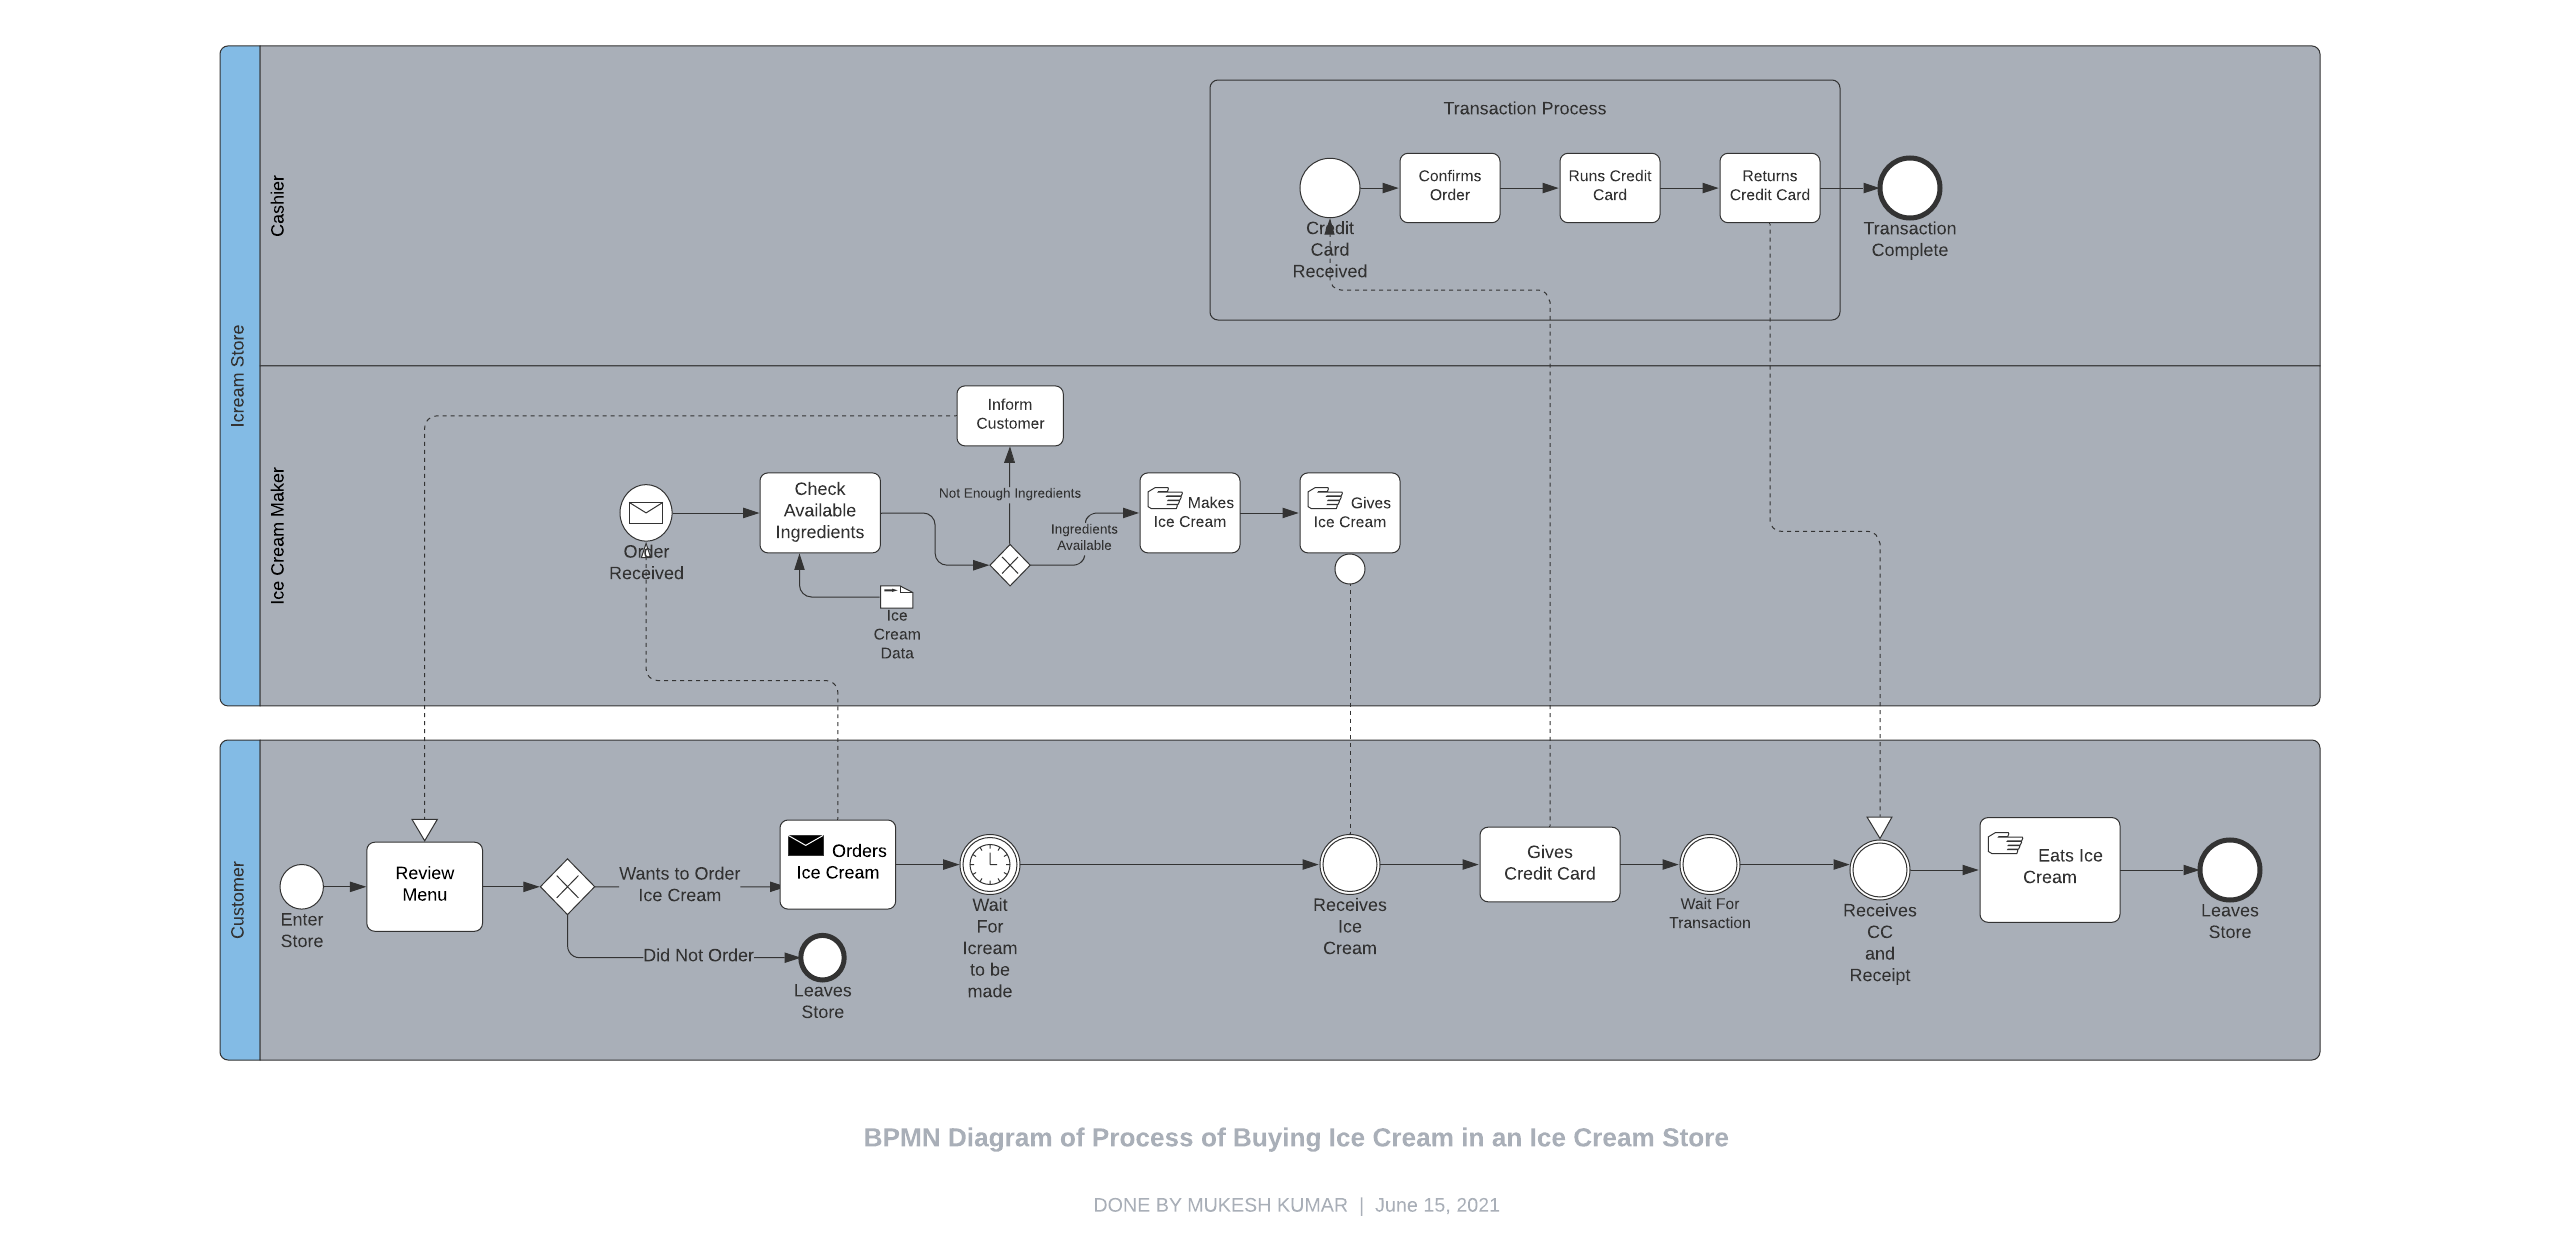 Icream Store
Cashier
Transaction Process
Credit
Card
Received
Confirms
Order
Runs Credit
Card
Returns
Credit Card
Transaction
Complete
Ice Cream Maker
Inform
Customer
Order
Received
Check
Available
Ingredients
Ice
Cream
Data
Not Enough Ingredients
Ingredients
Available
Makes
Ice Cream
Gives
Ice Cream
Customer
Enter
Store
Review
Menu
Wants to Order
Ice Cream
Did Not Order
Orders
Ice Cream
Leaves
Store
Wait
For
Icream
to be
made
Receives
Ice
Cream
Gives
Credit Card
Wait For
Transaction
Receives
CC
and
Receipt
Eats Ice
Cream
Leaves
Store
BPMN Diagram of Process of Buying Ice Cream in an Ice Cream Store
DONE BY MUKESH KUMAR | June 15, 2021